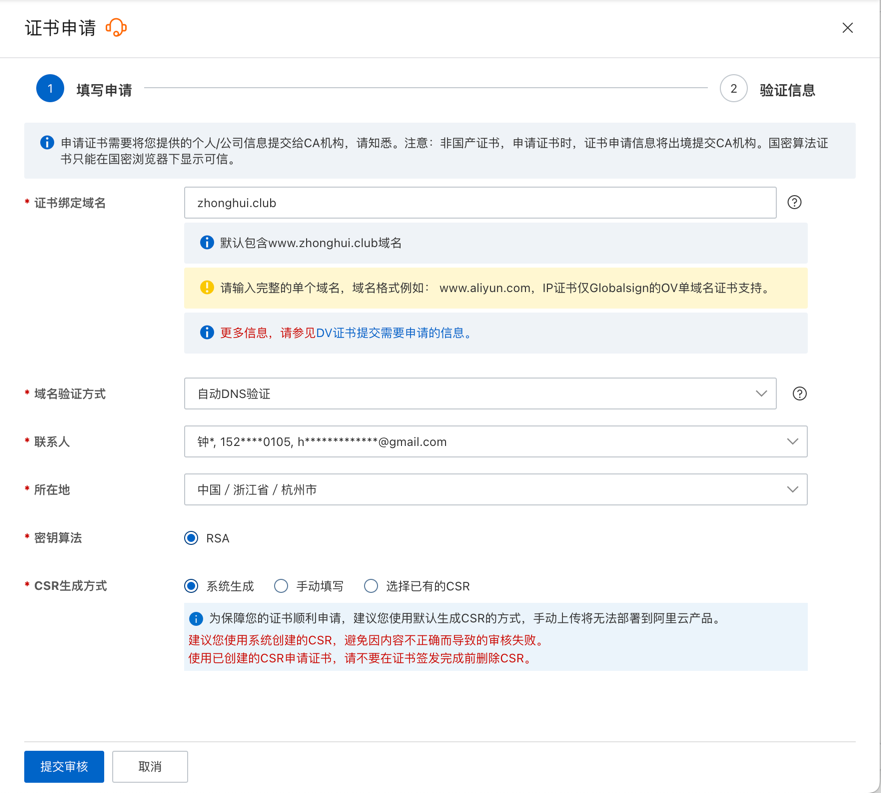 证书申请
1 填写申请
2 验证信息
申请证书需要将您提供的个人/公司信息提交给CA机构，请知悉。注意：非国产证书，申请证书时，证书申请信息将出境提交CA机构。国密算法证
书只能在国密浏览器下显示可信。
* 证书绑定域名 zhonghui.club
默认包含www.zhonghui.club域名
请输入完整的单个域名，域名格式例如： www.aliyun.com，IP证书仅Globalsign的OV单域名证书支持。
更多信息，请参见DV证书提交需要申请的信息。
* 域名验证方式 自动DNS验证
* 联系人 钟*, 152****0105, h*************@gmail.com
* 所在地 中国 / 浙江省 / 杭州市
* 密钥算法 RSA
* CSR生成方式 系统生成 手动填写 选择已有的CSR
为保障您的证书顺利申请，建议您使用默认生成CSR的方式，手动上传将无法部署到阿里云产品。
建议您使用系统创建的CSR，避免因内容不正确而导致的审核失败。
使用已创建的CSR申请证书，请不要在证书签发完成前删除CSR。
提交审核 取消